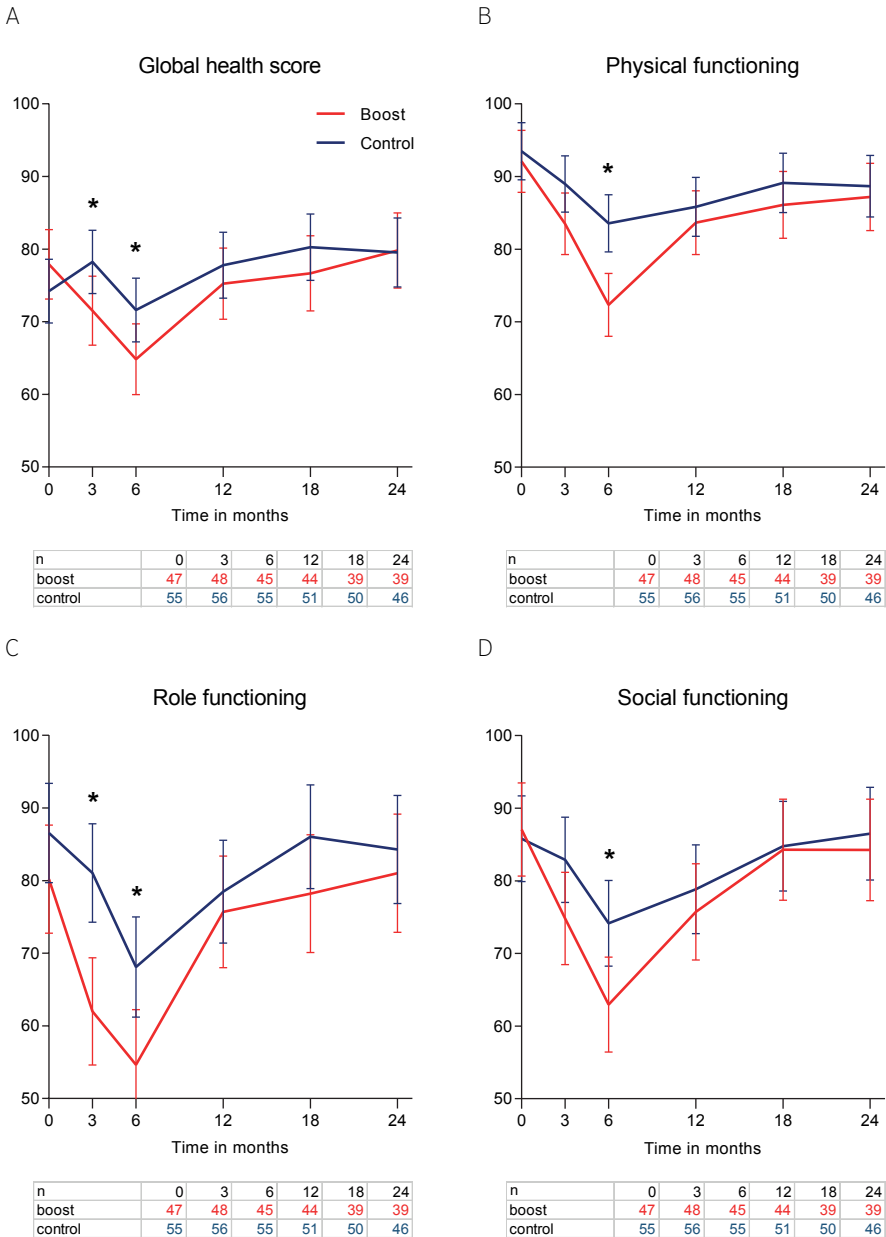 A
B
Global health score
Physical functioning
100
90
80
70
60
50
Boost
Control
*
*
0 3 6 12 18 24
Time in months
100
90
80
70
60
50
*
0 3 6 12 18 24
Time in months
n 0 3 6 12 18 24
boost 47 48 45 44 39 39
control 55 56 55 51 50 46
n 0 3 6 12 18 24
boost 47 48 45 44 39 39
control 55 56 55 51 50 46
C
D
Role functioning
Social functioning
100
90
80
70
60
50
*
*
0 3 6 12 18 24
Time in months
100
90
80
70
60
50
*
0 3 6 12 18 24
Time in months
n 0 3 6 12 18 24
boost 47 48 45 44 39 39
control 55 56 55 51 50 46
n 0 3 6 12 18 24
boost 47 48 45 44 39 39
control 55 56 55 51 50 46